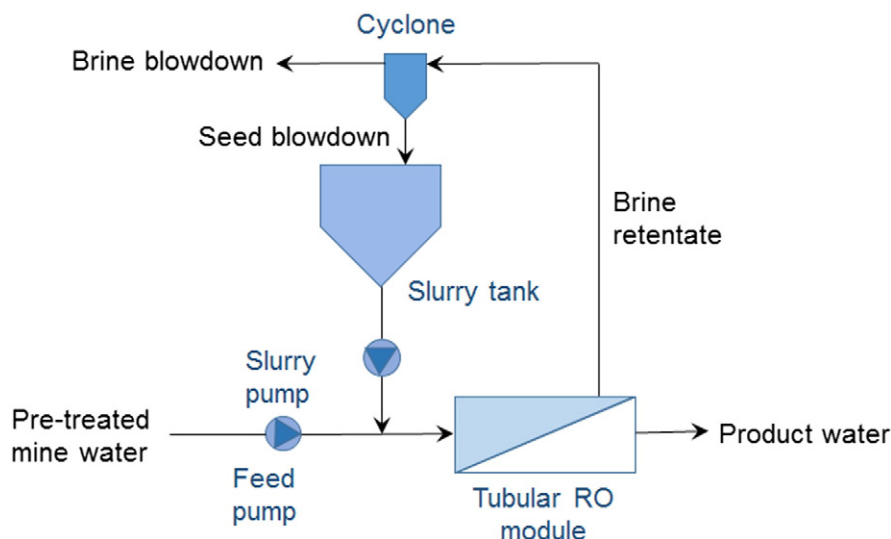 Cyclone
Brine blowdown
Seed blowdown
Brine
retentate
Slurry tank
Slurry
pump
Pre-treated
mine water
Feed
pump
Product water
Tubular RO
module